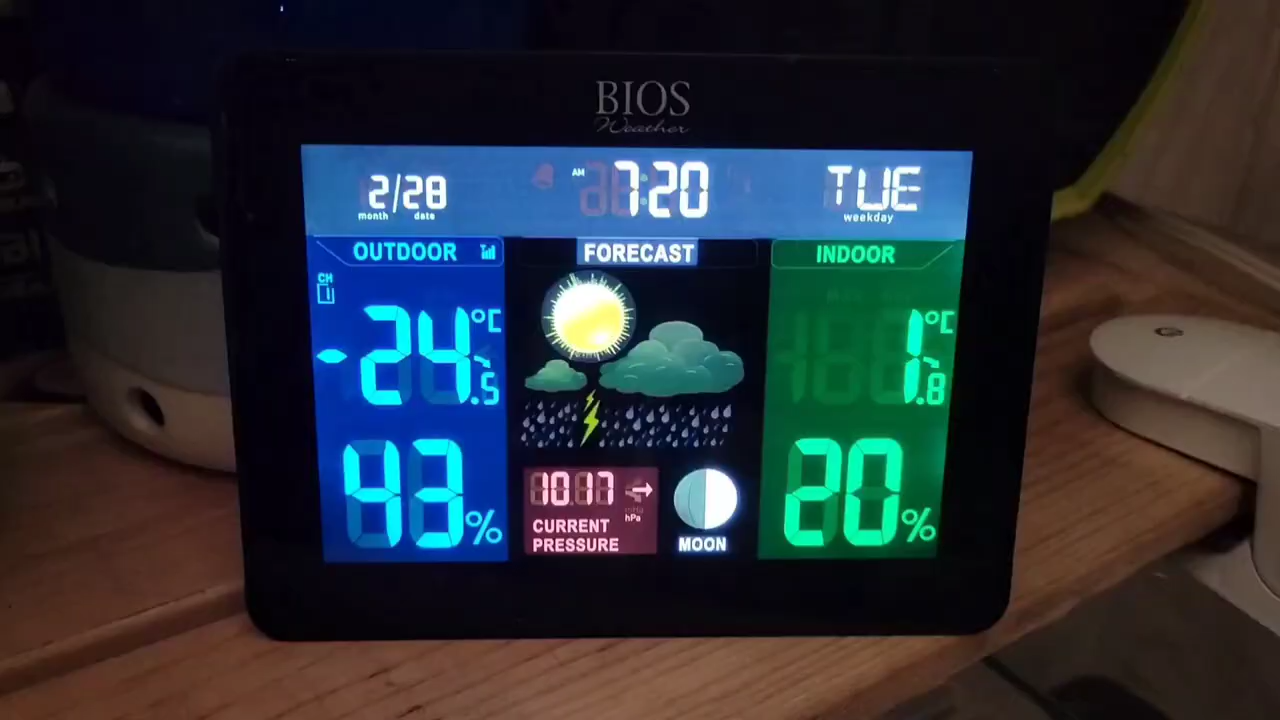 BIOS
Weather
2/28
month date
AM 7:20
TUE
weekday
OUTDOOR
CH
1
-24.5 °C
43%
FORECAST
1017
hPa
CURRENT
PRESSURE
MOON
INDOOR
1.8 °C
20%